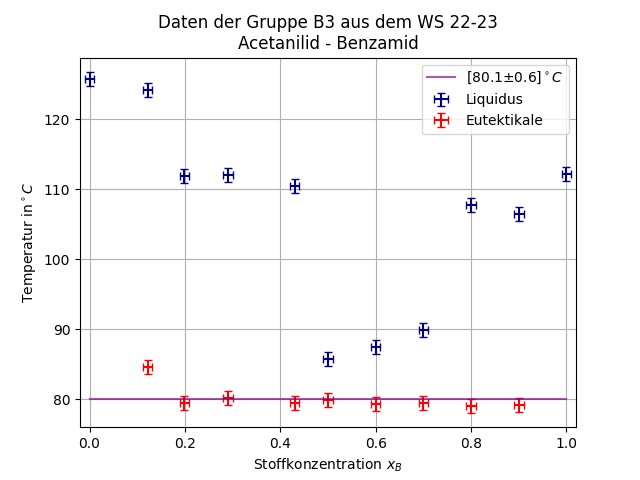 Daten der Gruppe B3 aus dem WS 22-23
Acetanilid - Benzamid
[80.1±0.6]°C
Liquidus
Eutektikale
Temperatur in °C
120
110
100
90
80
0.0 0.2 0.4 0.6 0.8 1.0
Stoffkonzentration x_B